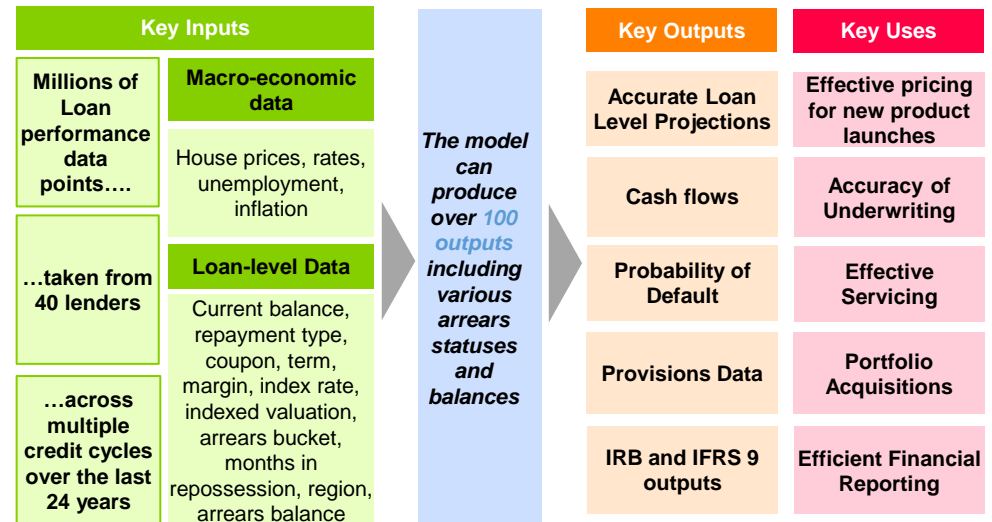 Key Inputs
Millions of
Loan
performance
data
points….
…taken from
40 lenders
…across
multiple
credit cycles
over the last
24 years
Macro-economic
data
House prices, rates,
unemployment,
inflation
Loan-level Data
Current balance,
repayment type,
coupon, term,
margin, index rate,
indexed valuation,
arrears bucket,
months in
repossession, region,
arrears balance
The model
can
produce
over 100
outputs
including
various
arrears
statuses
and
balances
Key Outputs
Accurate Loan
Level Projections
Cash flows
Probability of
Default
Provisions Data
IRB and IFRS 9
outputs
Key Uses
Effective pricing
for new product
launches
Accuracy of
Underwriting
Effective
Servicing
Portfolio
Acquisitions
Efficient Financial
Reporting